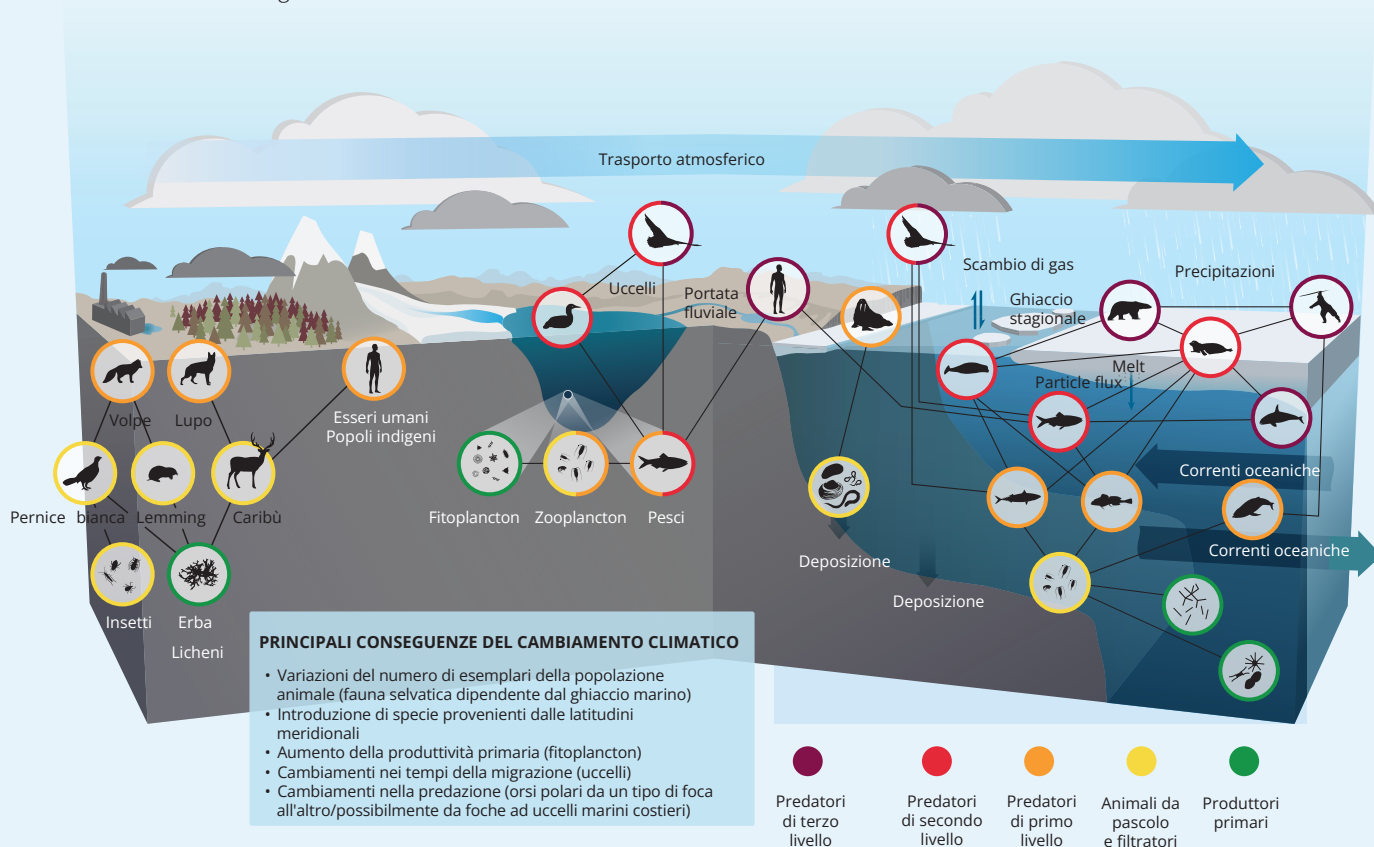 Trasporto atmosferico
Scambio di gas
Precipitazioni
Uccelli
Portata
fluviale
Ghiaccio
stagionale
Melt
Particle flux
Volpe
Lupo
Esseri umani
Popoli indigeni
Correnti oceaniche
Pernice bianca
Lemming
Caribù
Fitoplancton
Zooplancton
Pesci
Correnti oceaniche
Deposizione
Deposizione
Insetti
Erba
Licheni
PRINCIPALI CONSEGUENZE DEL CAMBIAMENTO CLIMATICO
• Variazioni del numero di esemplari della popolazione
animale (fauna selvatica dipendente dal ghiaccio marino)
• Introduzione di specie provenienti dalle latitudini
meridionali
• Aumento della produttività primaria (fitoplancton)
• Cambiamenti nei tempi della migrazione (uccelli)
• Cambiamenti nella predazione (orsi polari da un tipo di foca
all'altro/possibilmente da foche ad uccelli marini costieri)
Predatori
di terzo
livello
Predatori
di secondo
livello
Predatori
di primo
livello
Animali da
pascolo
e filtratori
Produttori
primari